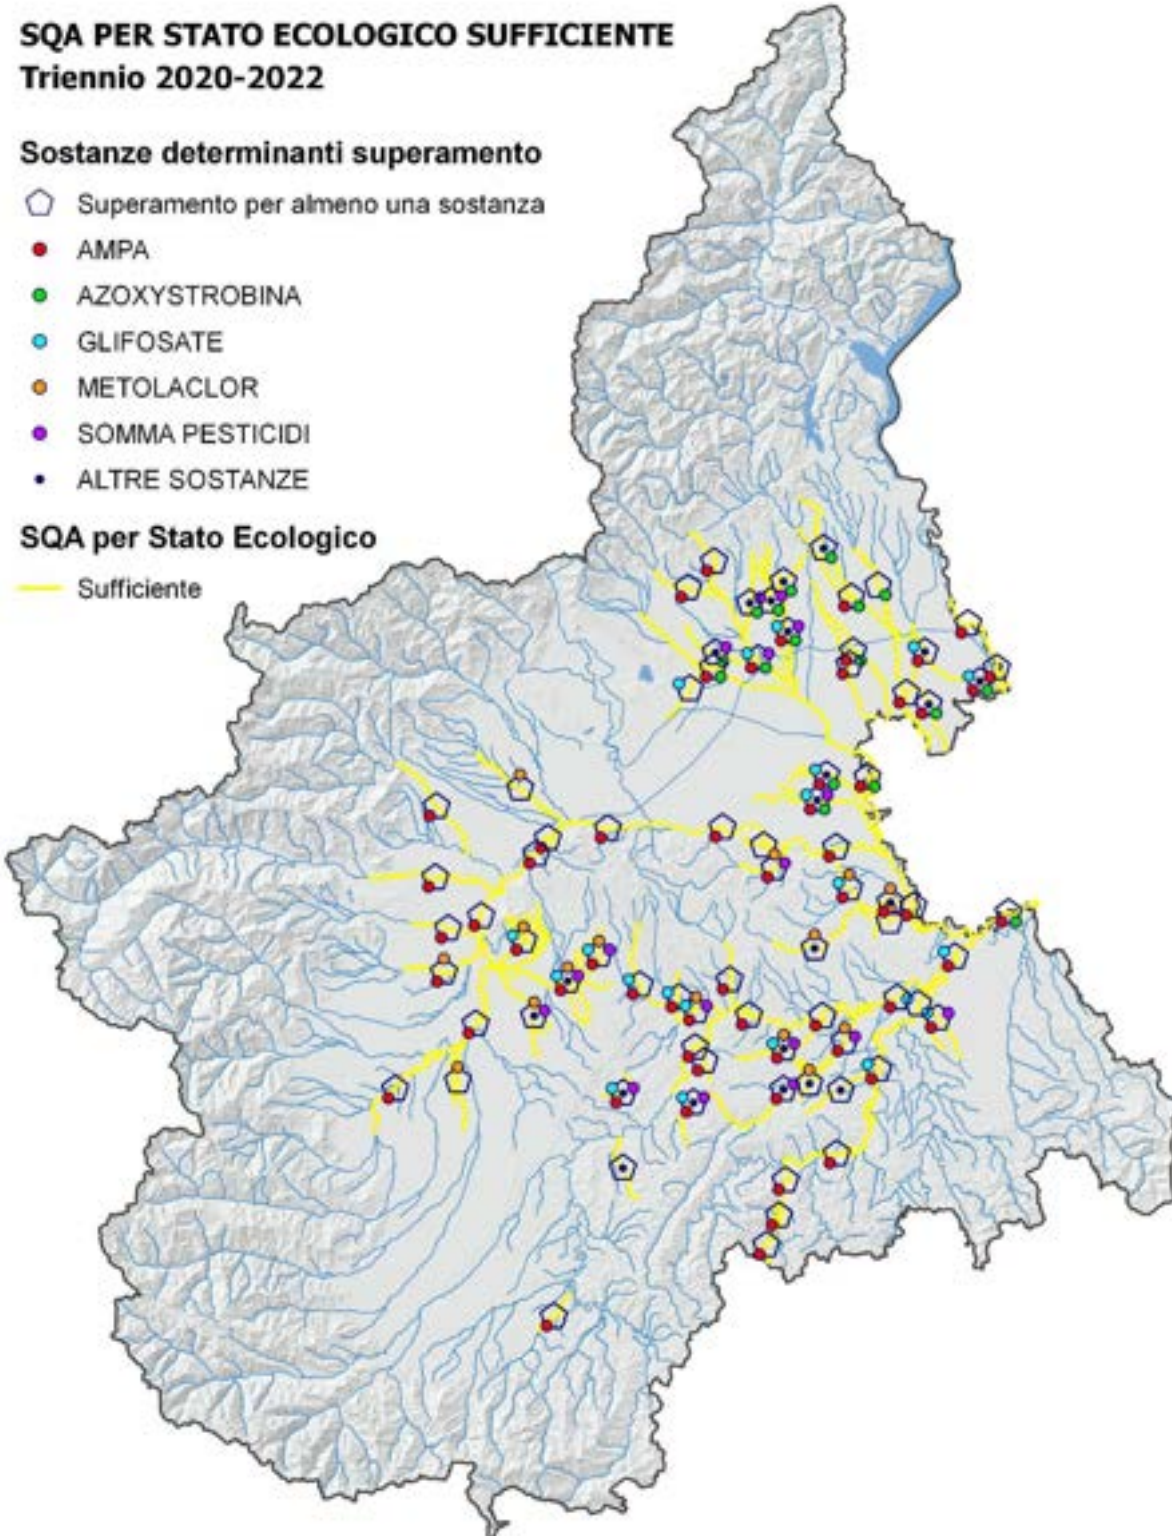 SQA PER STATO ECOLOGICO SUFFICIENTE
Triennio 2020-2022
Sostanze determinanti superamento
Superamento per almeno una sostanza
AMPA
AZOXYSTROBINA
GLIFOSATE
METOLACLOR
SOMMA PESTICIDI
ALTRE SOSTANZE
SQA per Stato Ecologico
Sufficiente